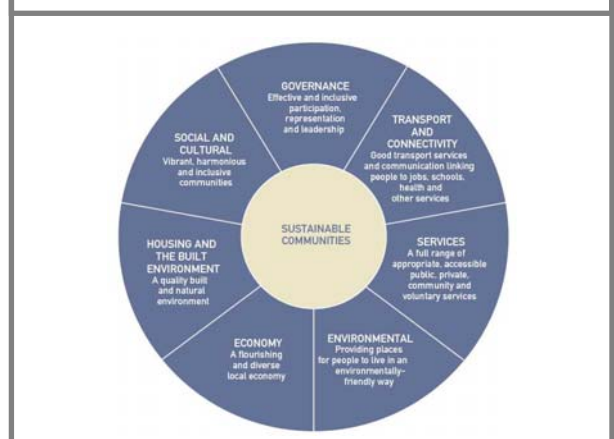 GOVERNANCE
Effective and inclusive
participation,
representation
and leadership
TRANSPORT
AND
CONNECTIVITY
Good transport services
and communication linking
people to jobs, schools,
health and
other services
SERVICES
A full range of
appropriate, accessible
public, private,
community and
voluntary services
ENVIRONMENTAL
Providing places
for people to live in an
environmentally-
friendly way
ECONOMY
A flourishing
and diverse
local economy
HOUSING AND
THE BUILT
ENVIRONMENT
A quality built
and natural
environment
SOCIAL AND
CULTURAL
Vibrant, harmonious
and inclusive
communities
SUSTAINABLE
COMMUNITIES